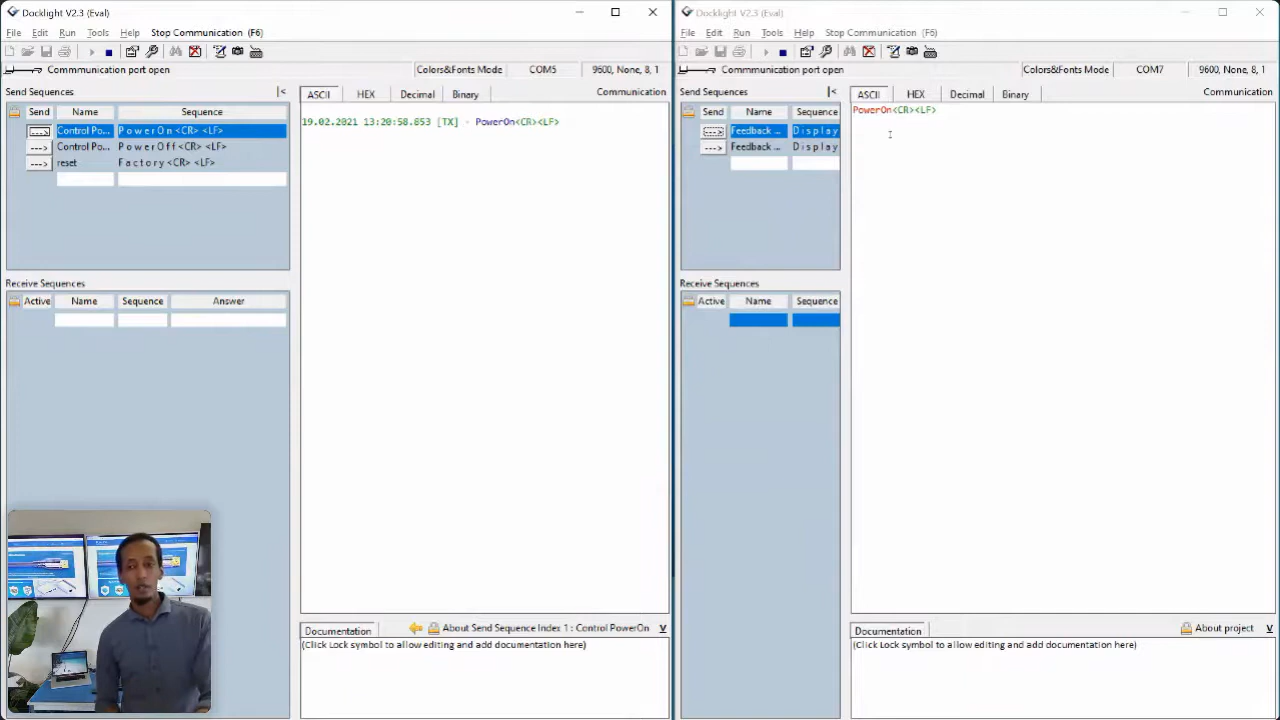 Docklight V2.3 (Eval)
File Edit Run Tools Help Stop Communication (F6)
Commmunication port open Colors&Fonts Mode COM5 9600, None, 8, 1
Send Sequences
Send Name Sequence
---> Control Po... PowerOn<CR><LF>
---> Control Po... PowerOff<CR><LF>
---> reset Factory<CR><LF>
Receive Sequences
Active Name Sequence Answer
ASCII HEX Decimal Binary Communication
19.02.2021 13:20:58.853 [TX] - PowerOn<CR><LF>
Documentation About Send Sequence Index 1 : Control PowerOn V
(Click Lock symbol to allow editing and add documentation here)
Docklight V2.3 (Eval)
File Edit Run Tools Help Stop Communication (F6)
Commmunication port open Colors&Fonts Mode COM7 9600, None, 8, 1
Send Sequences
Send Name Sequence
---> Feedback ... Display
---> Feedback ... Display
Receive Sequences
Active Name Sequence
ASCII HEX Decimal Binary Communication
PowerOn<CR><LF>
Documentation About project V
(Click Lock symbol to allow editing and add documentation here)